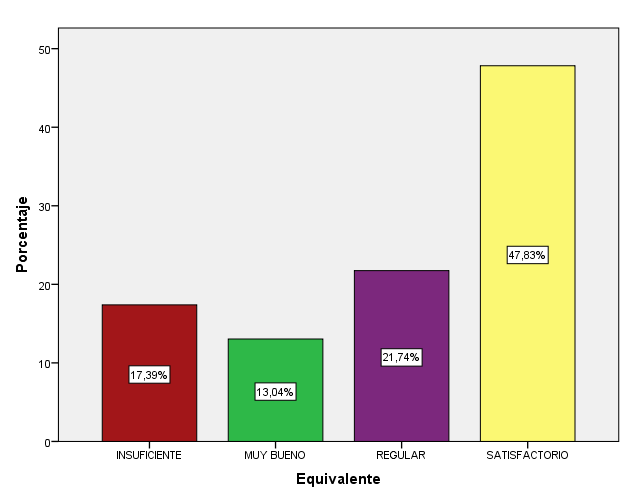 Porcentaje
50
40
30
20
10
0
17,39%
13,04%
21,74%
47,83%
INSUFICIENTE
MUY BUENO
REGULAR
SATISFACTORIO
Equivalente